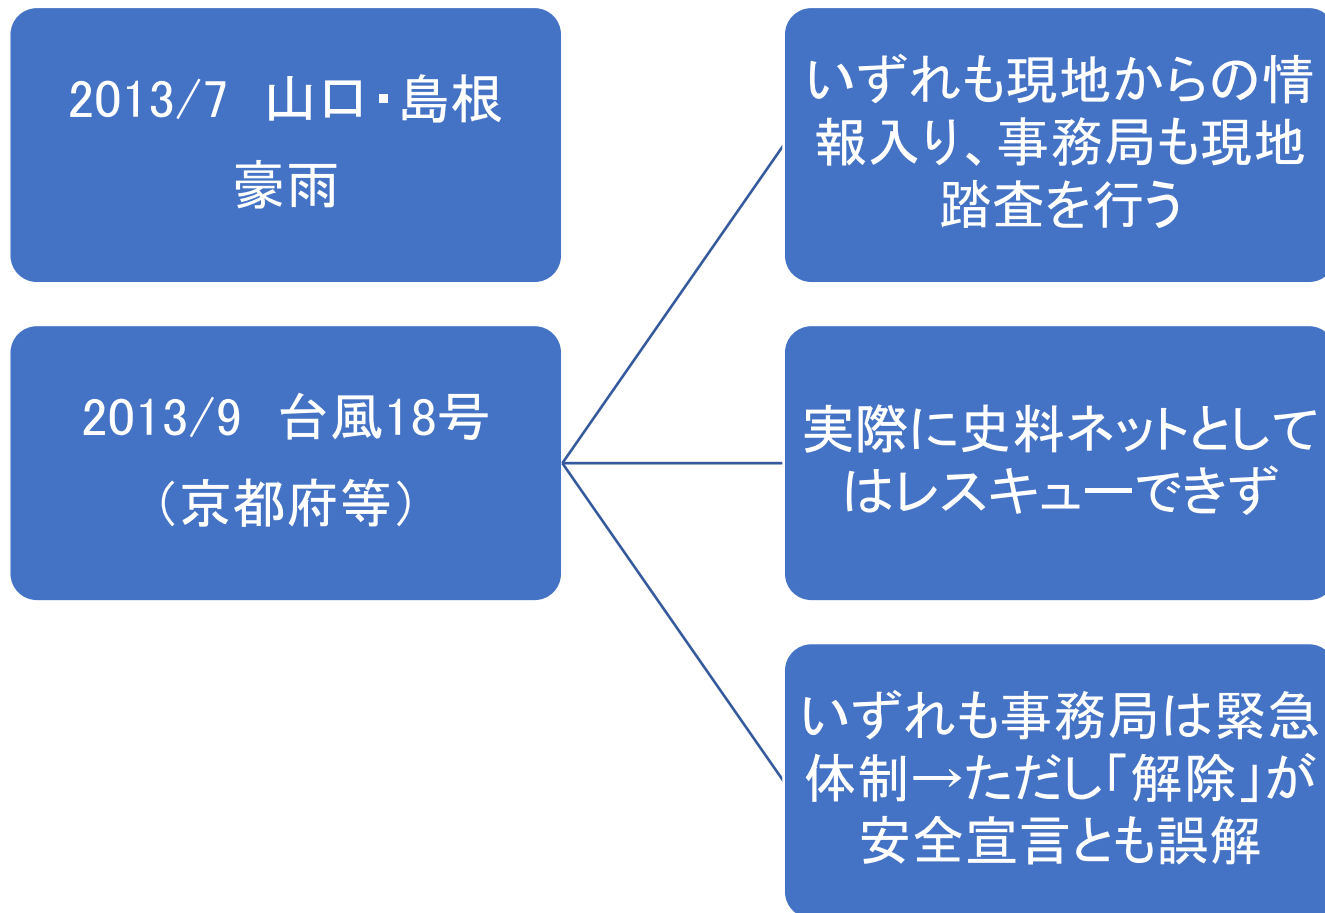 2013/7　山口・島根
豪雨
2013/9　台風18号
（京都府等）
いずれも現地からの情
報入り、事務局も現地
踏査を行う
実際に史料ネットとして
はレスキューできず
いずれも事務局は緊急
体制→ただし「解除」が
安全宣言とも誤解